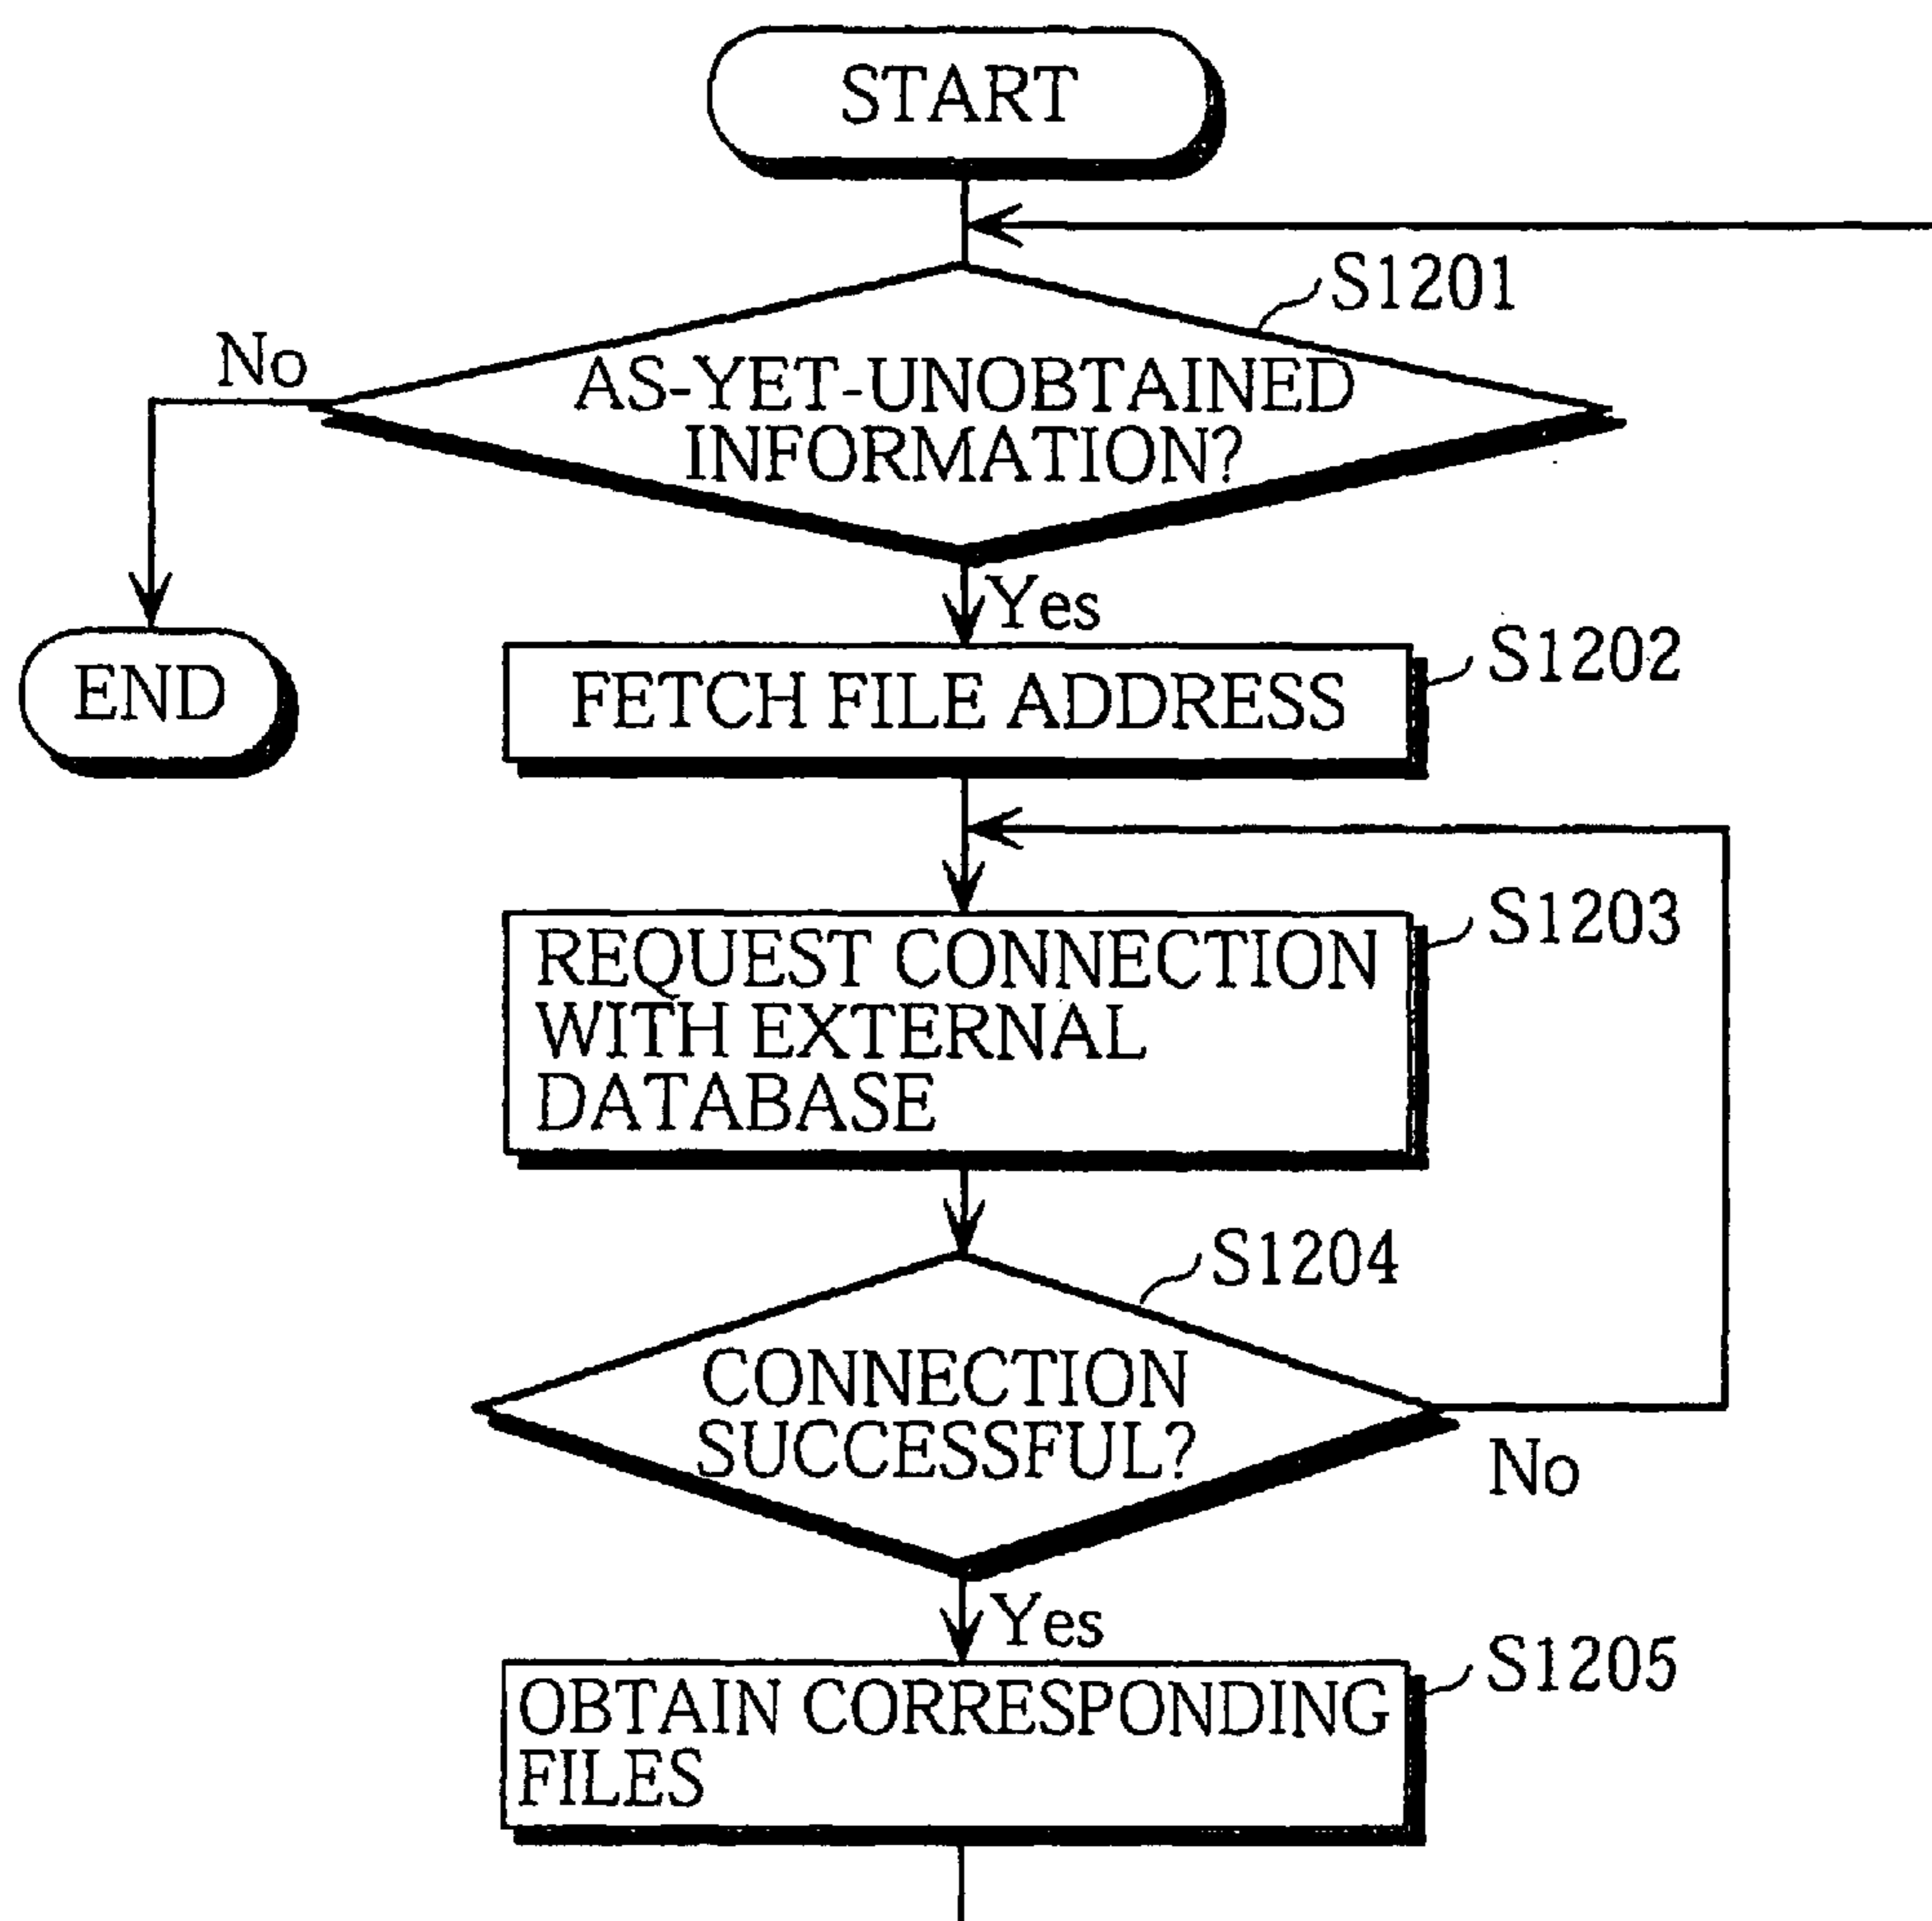 START
S1201
No
AS-YET-UNOBTAINED
INFORMATION?
Yes
END
FETCH FILE ADDRESS
S1202
REQUEST CONNECTION
WITH EXTERNAL
DATABASE
S1203
S1204
CONNECTION
SUCCESSFUL?
No
Yes
OBTAIN CORRESPONDING
FILES
S1205